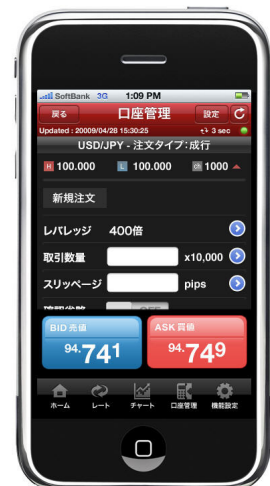 SoftBank 3G 1:09 PM
戻る 口座管理 設定
Updated : 20009/04/28 15:30:25 3 sec
USD/JPY - 注文タイプ:成行
H 100.000 L 100.000 ch 1000
新規注文
レバレッジ 400倍
取引数量 x10,000
スリッページ pips
OFF
BID 売値 ASK 買値
94.741 94.749
ホーム レート チャート 口座管理 機能設定